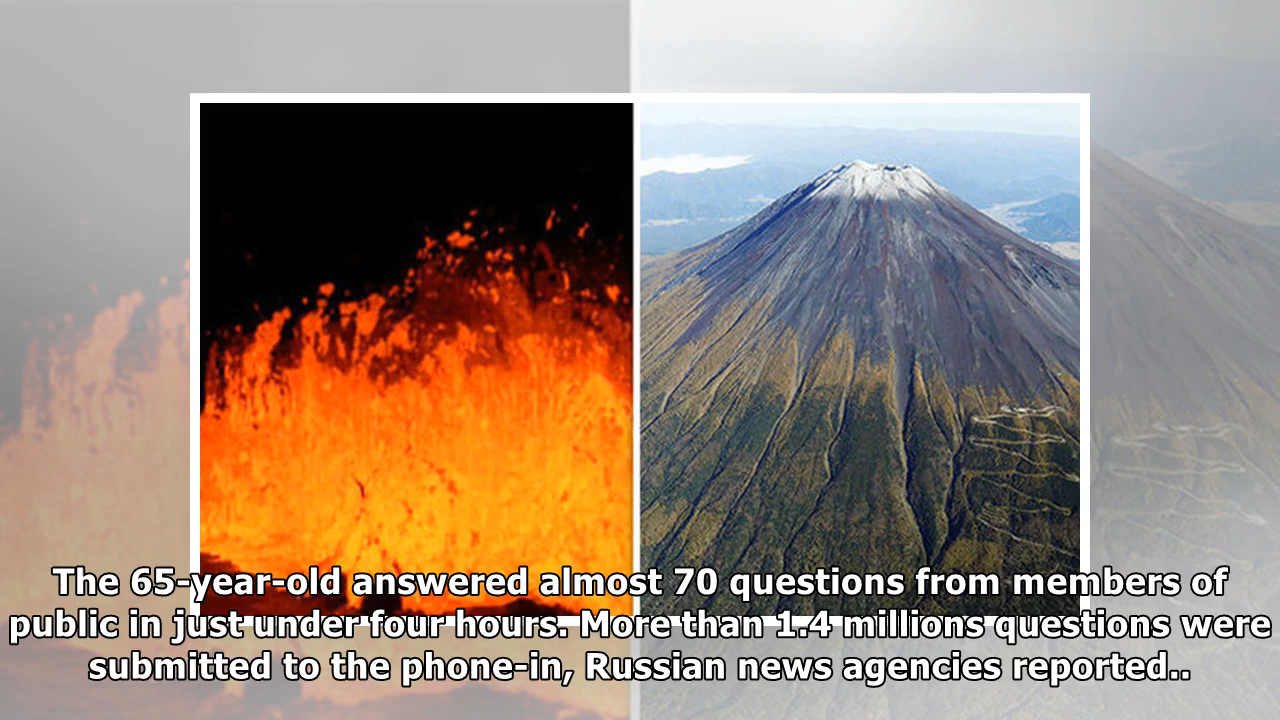 The 65-year-old answered almost 70 questions from members of
public in just under four hours. More than 1.4 millions questions were
submitted to the phone-in, Russian news agencies reported..